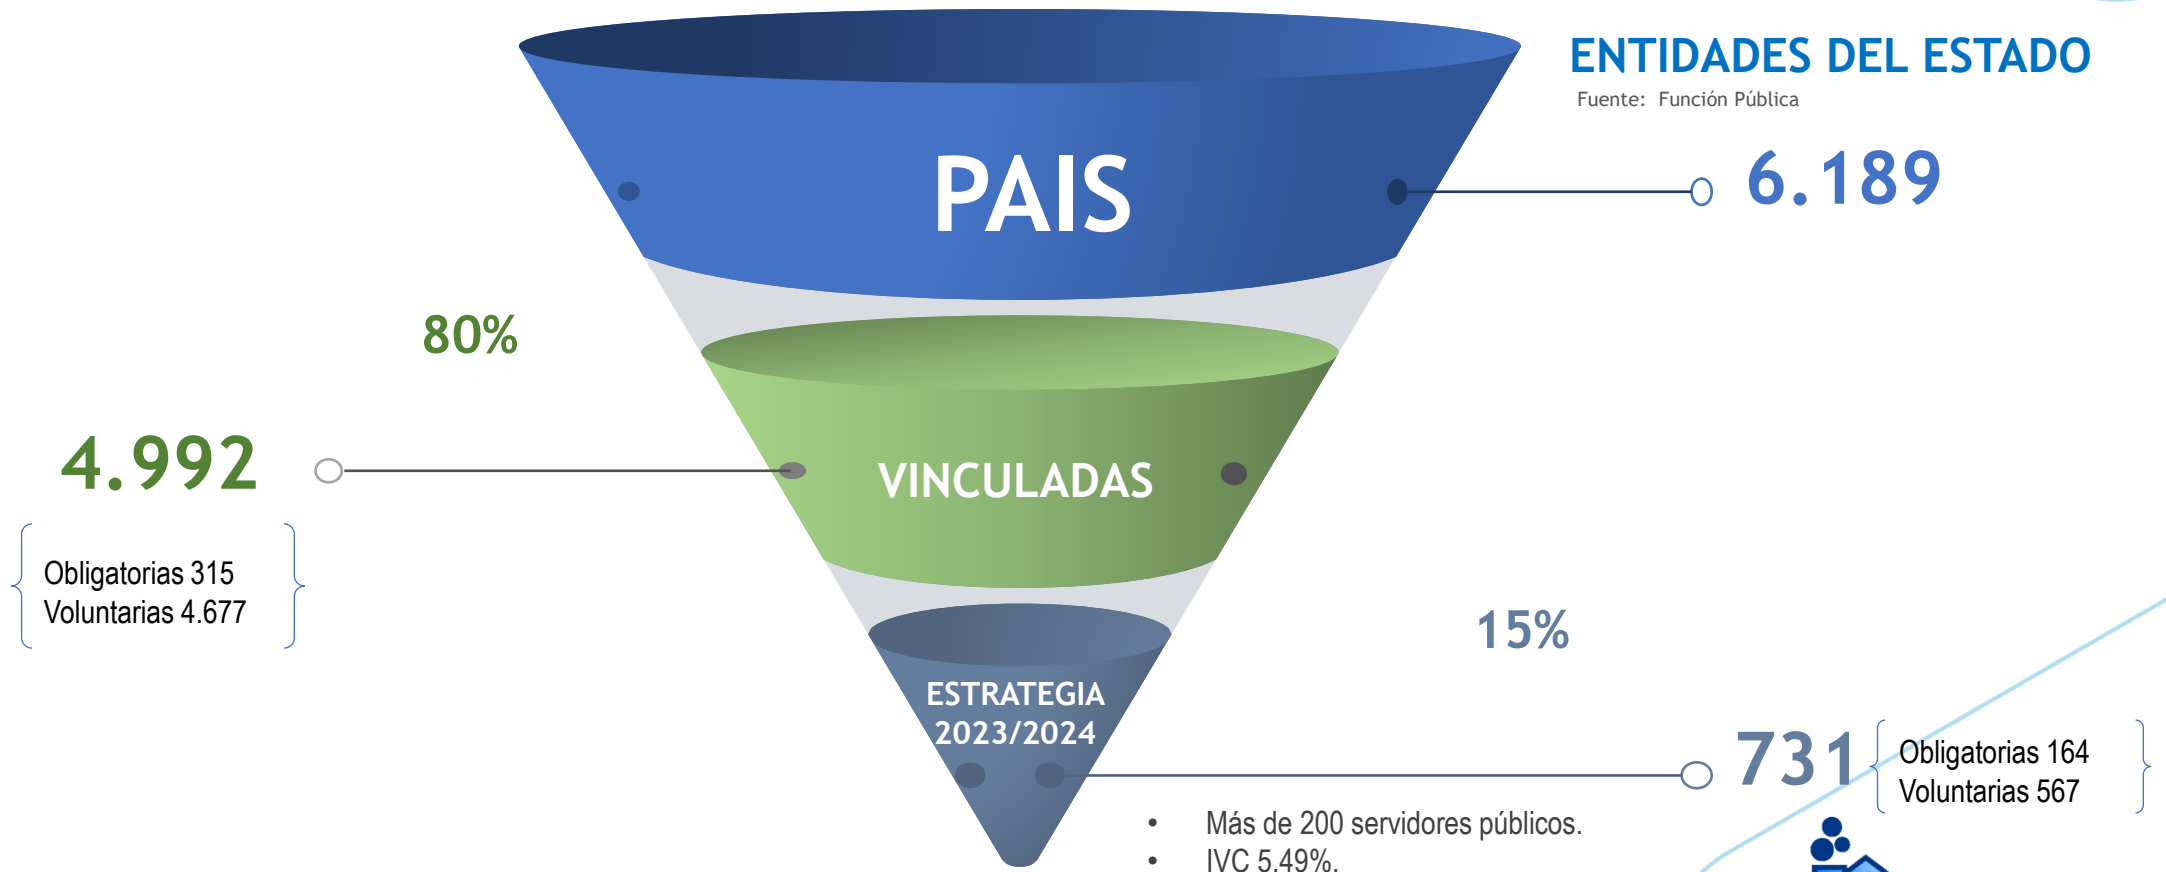 ENTIDADES DEL ESTADO
Fuente: Función Pública
PAIS
6.189
80%
4.992
VINCULADAS
Obligatorias 315
Voluntarias 4.677
15%
ESTRATEGIA
2023/2024
731
Obligatorias 164
Voluntarias 567
• Más de 200 servidores públicos.
• IVC 5.49%.